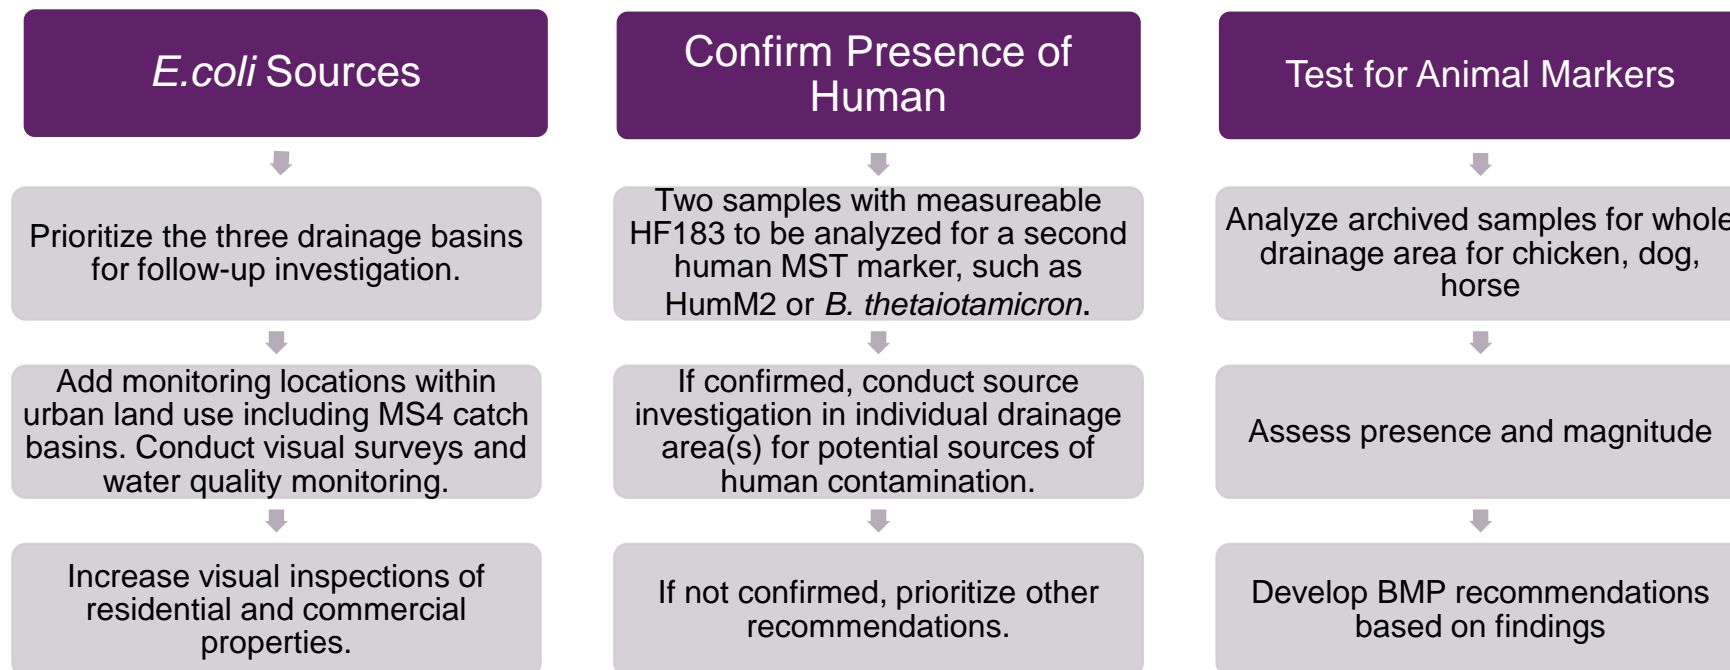 E.coli Sources
Prioritize the three drainage basins
for follow-up investigation.
Add monitoring locations within
urban land use including MS4 catch
basins. Conduct visual surveys and
water quality monitoring.
Increase visual inspections of
residential and commercial
properties.
Confirm Presence of
Human
Two samples with measureable
HF183 to be analyzed for a second
human MST marker, such as
HumM2 or B. thetaiotamicron.
If confirmed, conduct source
investigation in individual drainage
area(s) for potential sources of
human contamination.
If not confirmed, prioritize other
recommendations.
Test for Animal Markers
Analyze archived samples for whole
drainage area for chicken, dog,
horse
Assess presence and magnitude
Develop BMP recommendations
based on findings